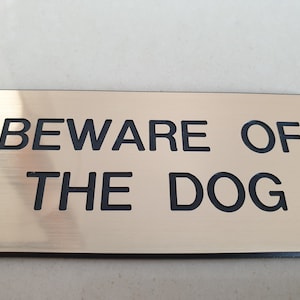 BEWARE OF
THE DOG